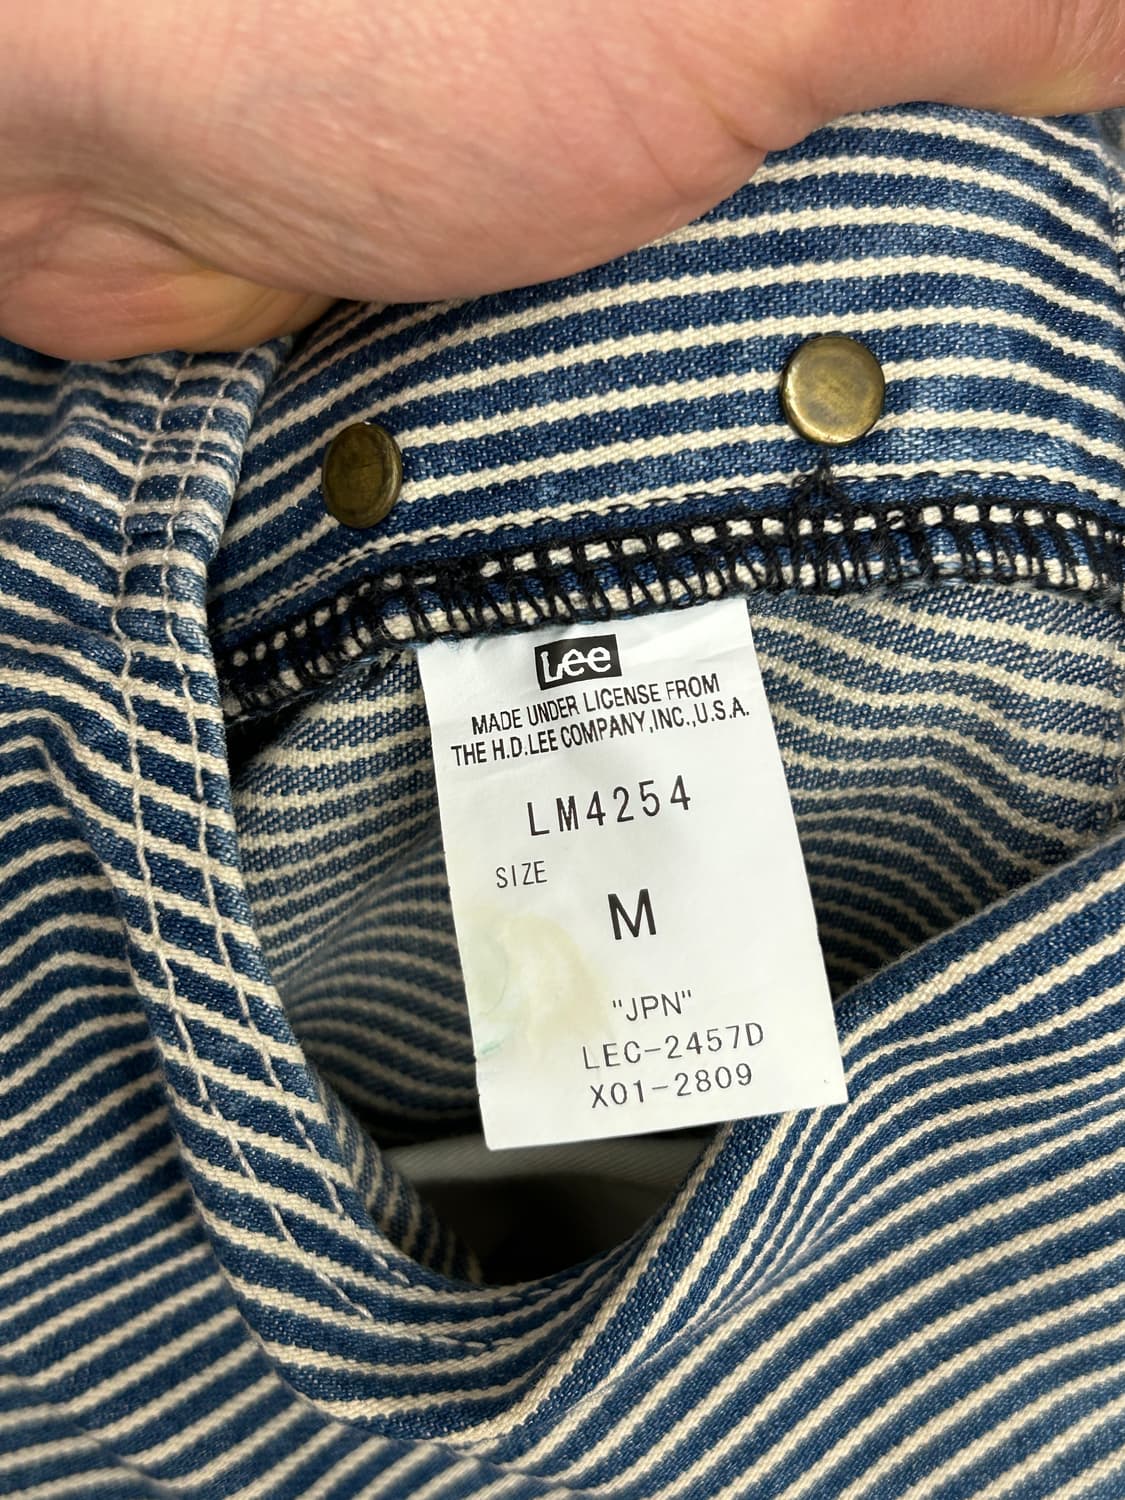 Lee
MADE UNDER LICENSE FROM
THE H.D.LEE COMPANY,INC.,U.S.A.
LM4254
SIZE
M
"JPN"
LEC-2457D
X01-2809